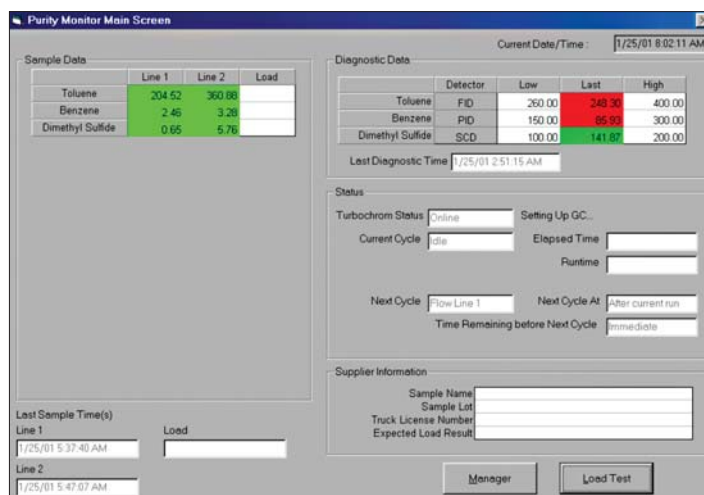 Purity Monitor Main Screen
Current Date/Time : 1/25/01 8:02:11 AM
Sample Data
Line 1 Line 2 Load
Toluene 204.52 360.88
Benzene 2.46 3.28
Dimethyl Sulfide 0.65 5.76
Diagnostic Data
Detector Low Last High
Toluene FID 260.00 248.30 400.00
Benzene PID 150.00 85.93 300.00
Dimethyl Sulfide SCD 100.00 141.87 200.00
Last Diagnostic Time 1/25/01 2:51:15 AM
Status
Turbochrom Status Online Setting Up GC...
Current Cycle Idle Elapsed Time
Runtime
Next Cycle Flow Line 1 Next Cycle At After current run
Time Remaining before Next Cycle Immediate
Supplier Information
Sample Name
Sample Lot
Truck License Number
Expected Load Result
Last Sample Time(s)
Line 1 Load
1/25/01 5:37:40 AM
Line 2
1/25/01 5:47:07 AM
Manager Load Test